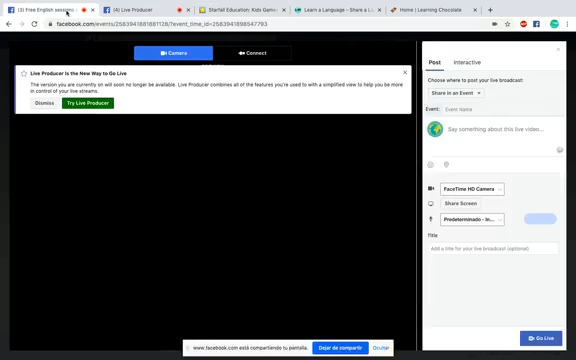 (3) Free English sessions
(4) Live Producer
Starfall Education: Kids Games
Learn a Language - Share a Lu
Home | Learning Chocolate
facebook.com/events/2583941881881128/?event_time_id=2583941898547793
Camera
Connect
Live Producer Is the New Way to Go Live
The version you are currently on will soon no longer be available. Live Producer combines all of the features you're used to with a simplified view to help you be more
in control of your live streams.
Dismiss
Try Live Producer
Post
Interactive
Choose where to post your live broadcast:
Share in an Event
Event:
Event Name
Say something about this live video...
FaceTime HD Camera
Share Screen
Predeterminado - In...
Title
Add a title for your live broadcast (optional)
Go Live
www.facebook.com está compartiendo tu pantalla.
Dejar de compartir
Ocultar